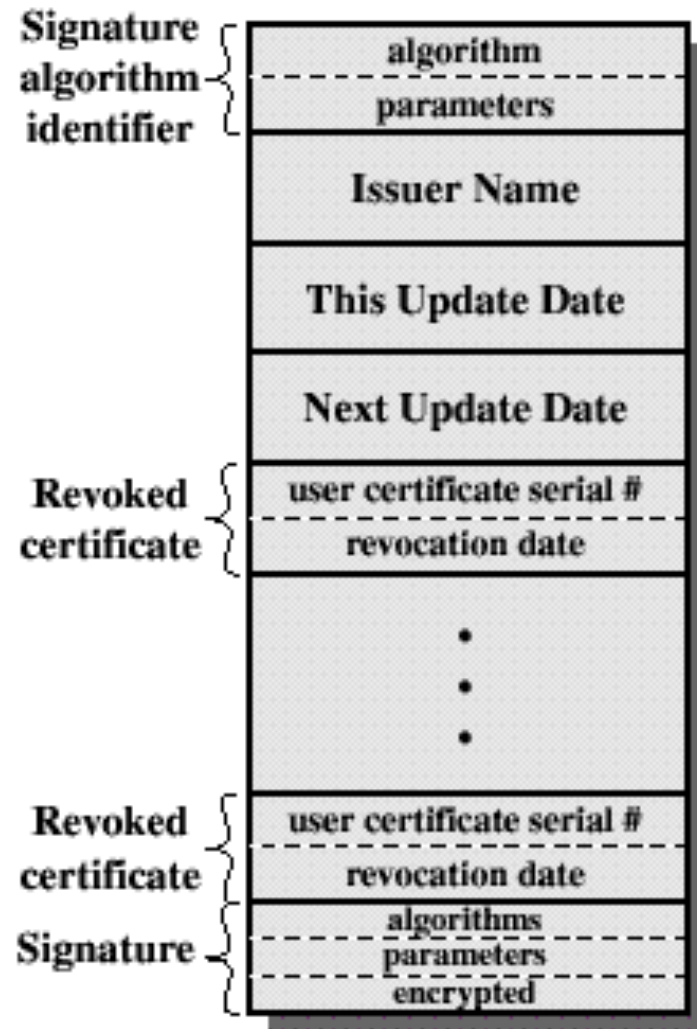 Signature
algorithm
identifier
algorithm
parameters
Issuer Name
This Update Date
Next Update Date
Revoked
certificate
user certificate serial #
revocation date
Revoked
certificate
user certificate serial #
revocation date
Signature
algorithms
parameters
encrypted